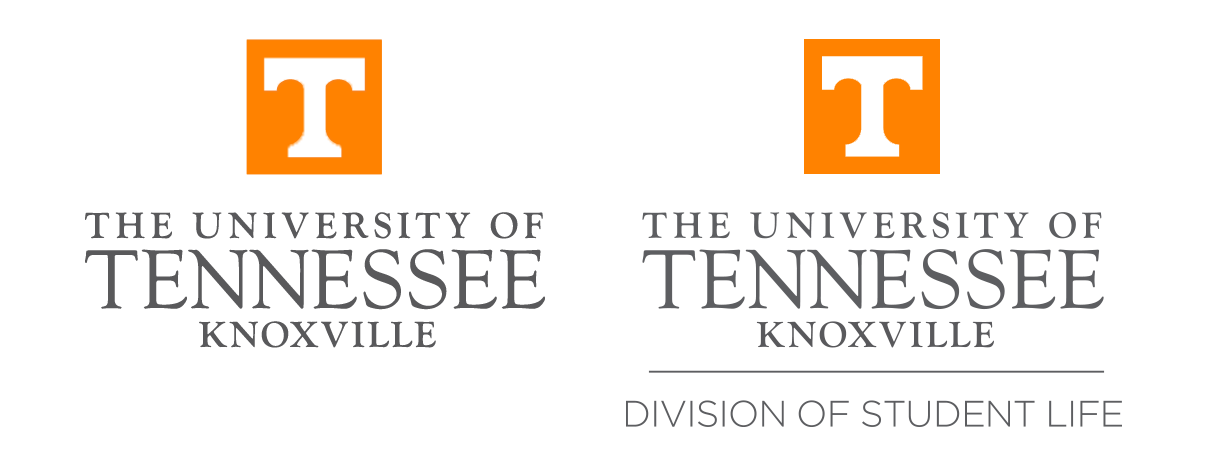 T
THE UNIVERSITY OF
TENNESSEE
KNOXVILLE
T
THE UNIVERSITY OF
TENNESSEE
KNOXVILLE
DIVISION OF STUDENT LIFE